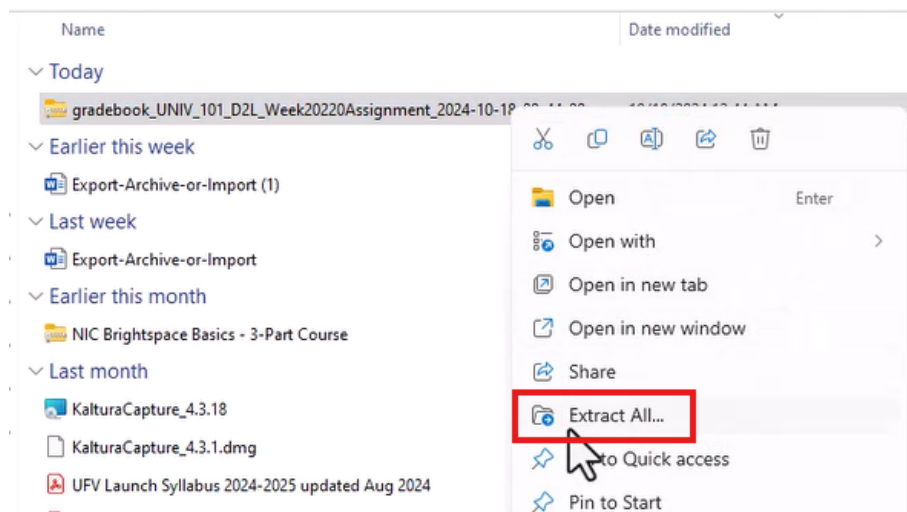 Name Date modified
Today
gradebook_UNIV_101_D2L_Week20220Assignment_2024-10-18
Earlier this week
Export-Archive-or-Import (1)
Last week
Export-Archive-or-Import
Earlier this month
NIC Brightspace Basics - 3-Part Course
Last month
KalturaCapture_4.3.18
KalturaCapture_4.3.1.dmg
UFV Launch Syllabus 2024-2025 updated Aug 2024
Open Enter
Open with
Open in new tab
Open in new window
Share
Extract All...
to Quick access
Pin to Start